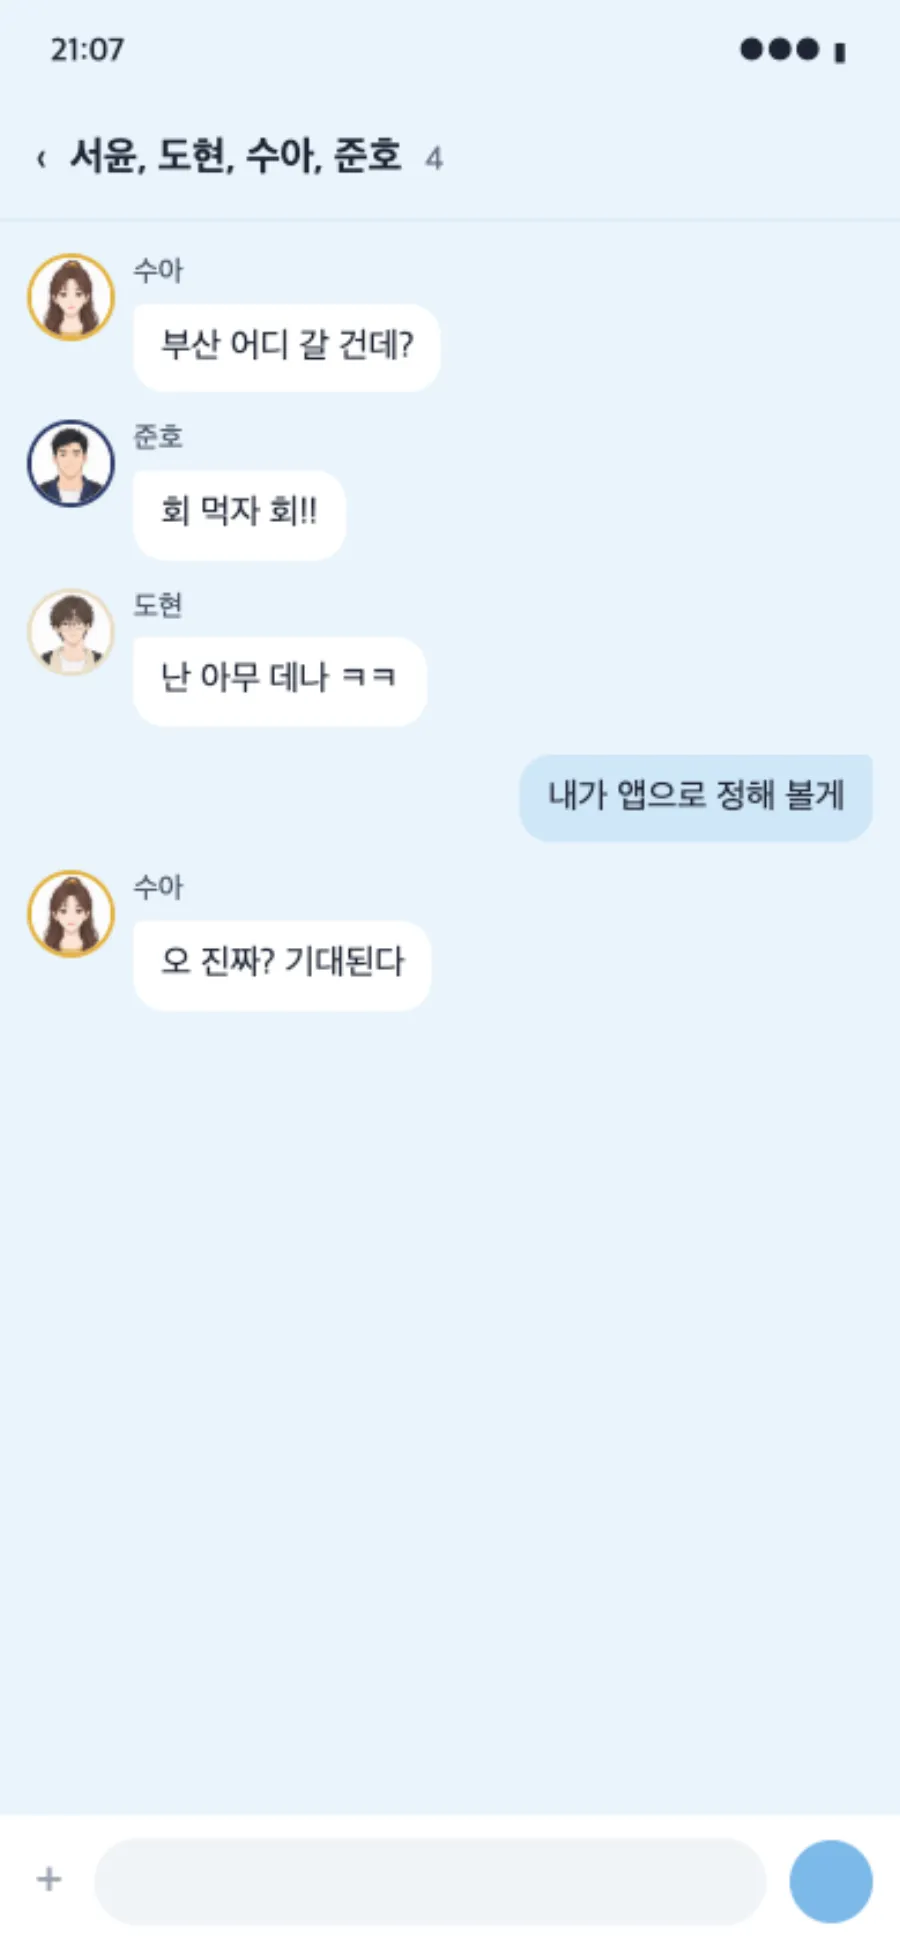 21:07
‹ 서윤, 도현, 수아, 준호 4
수아
부산 어디 갈 건데?
준호
회 먹자 회!!
도현
난 아무 데나 ㅋㅋ
내가 앱으로 정해 볼게
수아
오 진짜? 기대된다
+